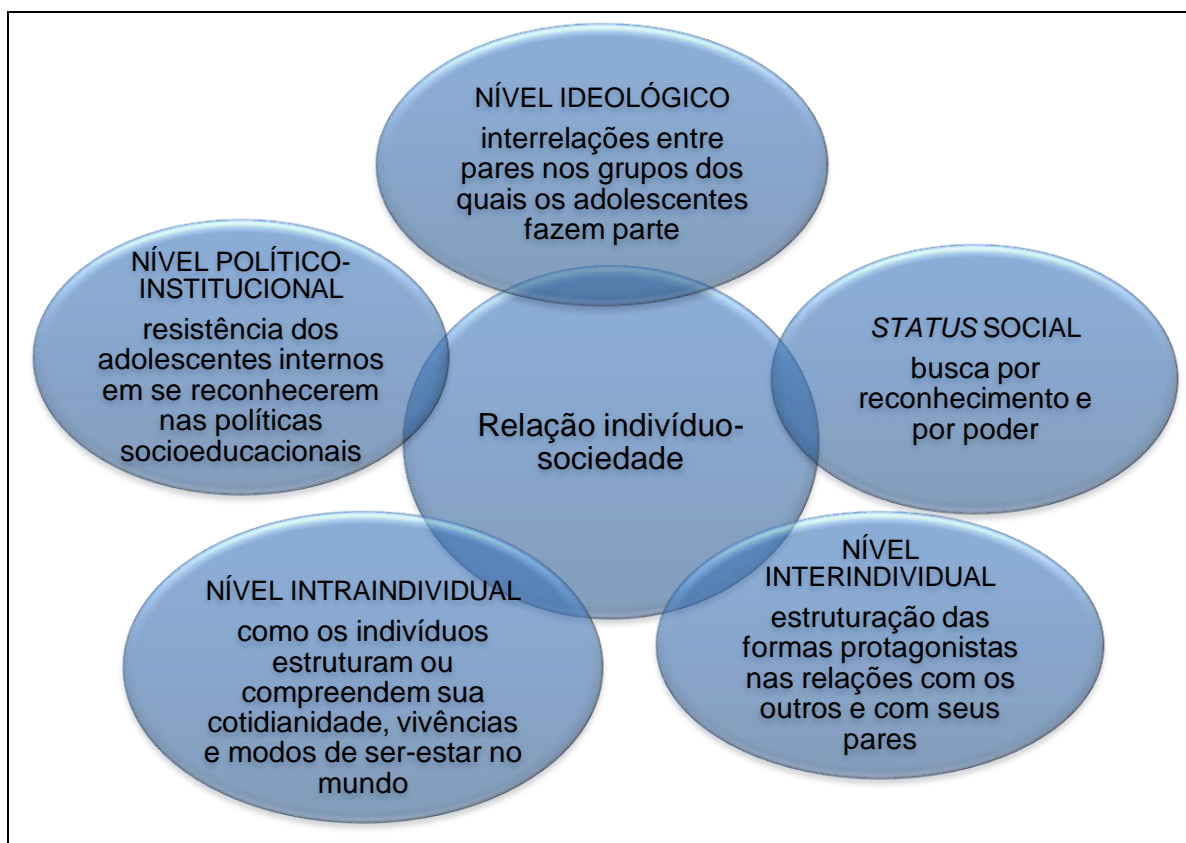 NÍVEL IDEOLÓGICO
interrelações entre
pares nos grupos dos
quais os adolescentes
fazem parte
NÍVEL POLÍTICO-
INSTITUCIONAL
resistência dos
adolescentes internos
em se reconhecerem
nas políticas
socioeducacionais
STATUS SOCIAL
busca por
reconhecimento e
por poder
Relação indivíduo-
sociedade
NÍVEL INTRAINDIVIDUAL
como os indivíduos
estruturam ou
compreendem sua
cotidianidade, vivências
e modos de ser-estar no
mundo
NÍVEL
INTERINDIVIDUAL
estruturação das
formas protagonistas
nas relações com os
outros e com seus
pares